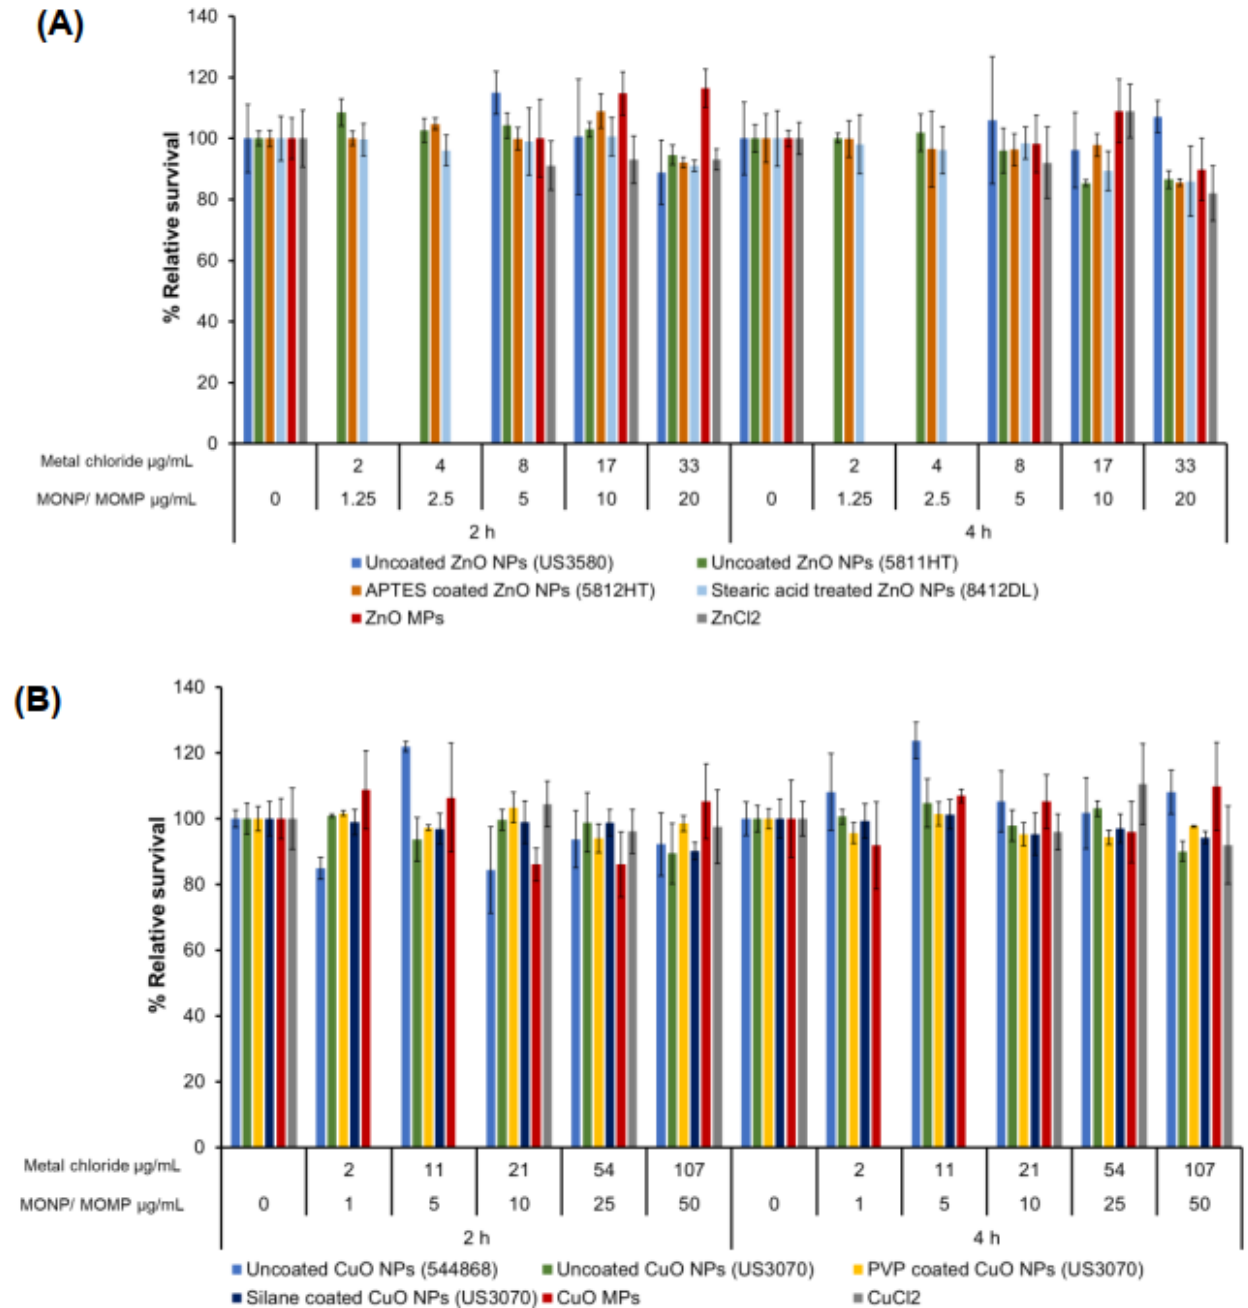 (A)
140
120
100
80
60
40
20
0
% Relative survival
Metal chloride µg/mL 2 4 8 17 33 2 4 8 17 33
MONP/ MOMP µg/mL 0 1.25 2.5 5 10 20 0 1.25 2.5 5 10 20
2 h 4 h
Uncoated ZnO NPs (US3580) Uncoated ZnO NPs (5811HT)
APTES coated ZnO NPs (5812HT) Stearic acid treated ZnO NPs (8412DL)
ZnO MPs ZnCl2
(B)
140
120
100
80
60
40
20
0
% Relative survival
Metal chloride µg/mL 2 11 21 54 107 2 11 21 54 107
MONP/ MOMP µg/mL 0 1 5 10 25 50 0 1 5 10 25 50
2 h 4 h
Uncoated CuO NPs (544868) Uncoated CuO NPs (US3070) PVP coated CuO NPs (US3070)
Silane coated CuO NPs (US3070) CuO MPs CuCl2